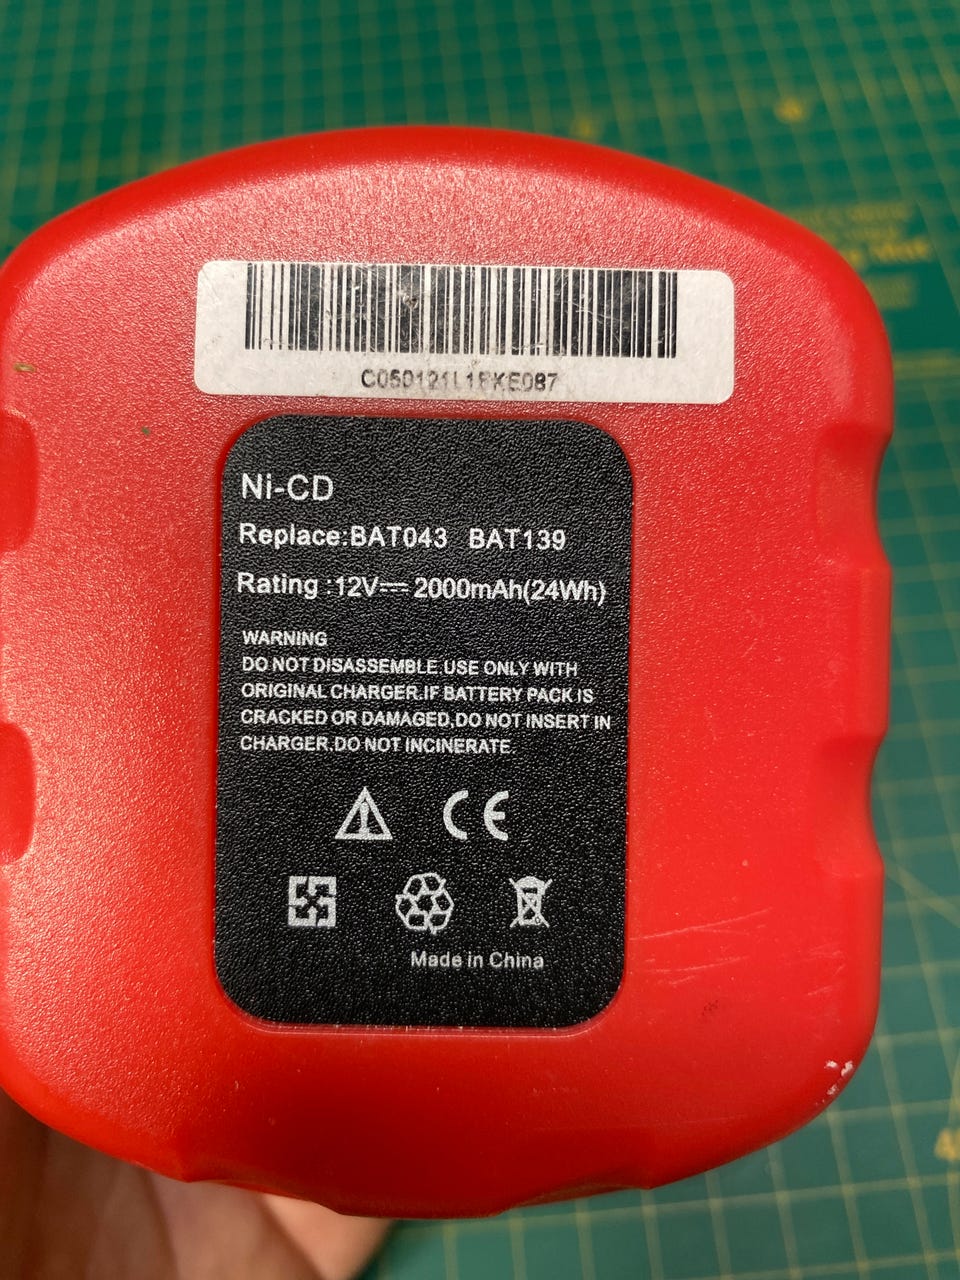 Ni-CD
Replace:BAT043 BAT139
Rating :12V⎓ 2000mAh(24Wh)
WARNING
DO NOT DISASSEMBLE.USE ONLY WITH
ORIGINAL CHARGER.IF BATTERY PACK IS
CRACKED OR DAMAGED,DO NOT INSERT IN
CHARGER.DO NOT INCINERATE.
CE
Made in China